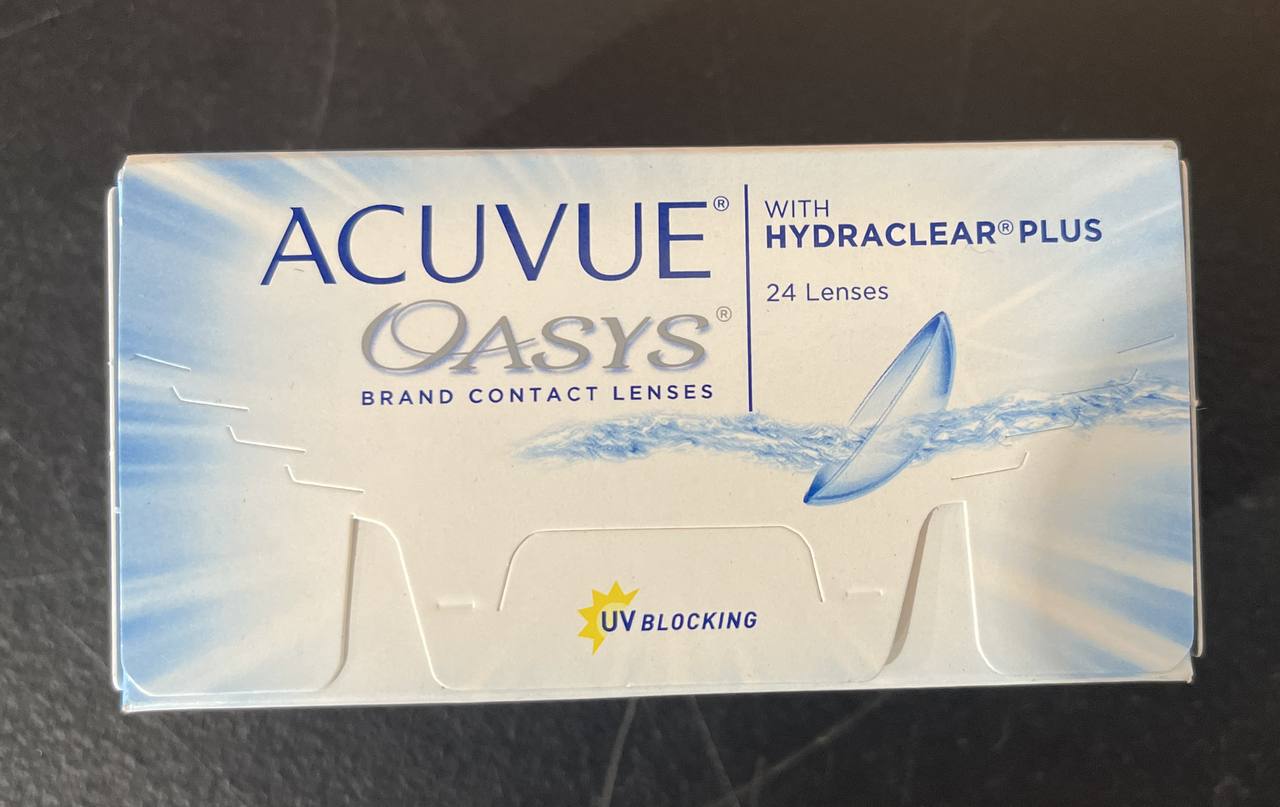 ACUVUE®
OASYS®
BRAND CONTACT LENSES
WITH
HYDRACLEAR® PLUS
24 Lenses
UV BLOCKING